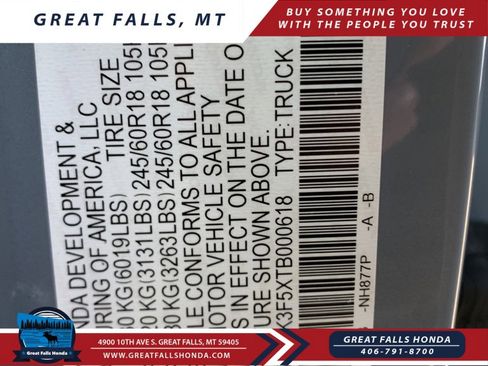 GREAT FALLS, MT
BUY SOMETHING YOU LOVE
WITH THE PEOPLE YOU TRUST
NDA DEVELOPMENT &
URING OF AMERICA, LLC
KG(6019LBS) TIRE SIZE
KG(3131LBS) 245/60R18 105
KG(3263LBS) 245/60R18 105
LE CONFORMS TO ALL APPLI
OTOR VEHICLE SAFETY
S IN EFFECT ON THE DATE O
URE SHOWN ABOVE.
K3F5XTB000618 TYPE: TRUCK
-NH877P -A -B
Great Falls Honda
4900 10TH AVE S. GREAT FALLS, MT 59405
WWW.GREATFALLSHONDA.COM
GREAT FALLS HONDA
406-791-8700